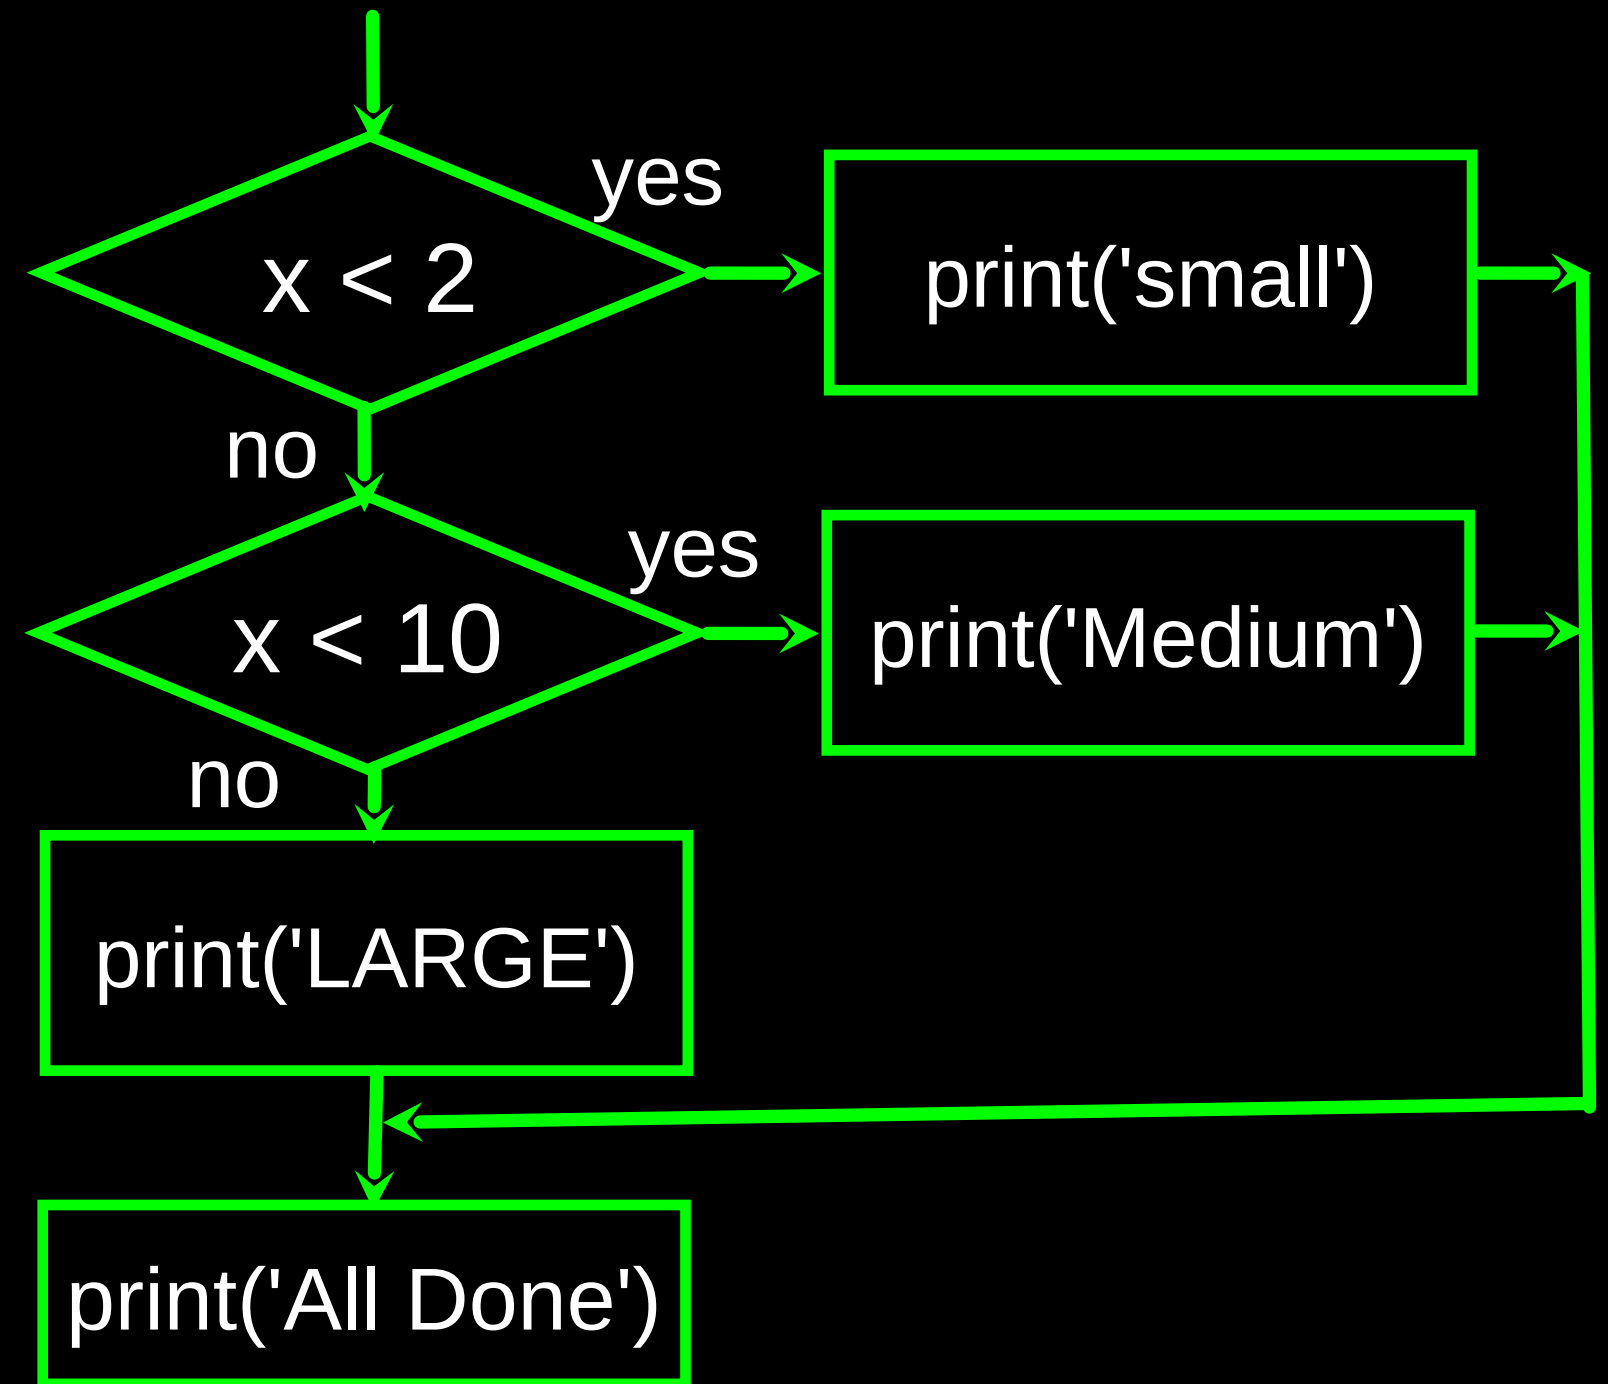 yes
x < 2
print('small')
no
yes
x < 10
print('Medium')
no
print('LARGE')
print('All Done')